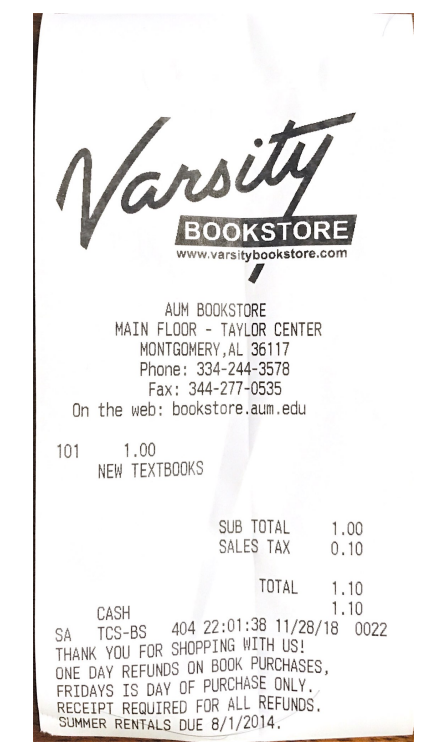 Varsity
BOOKSTORE
www.varsitybookstore.com
AUM BOOKSTORE
MAIN FLOOR - TAYLOR CENTER
MONTGOMERY,AL 36117
Phone: 334-244-3578
Fax: 344-277-0535
On the web: bookstore.aum.edu
101 1.00
NEW TEXTBOOKS
SUB TOTAL 1.00
SALES TAX 0.10
TOTAL 1.10
CASH 1.10
SA TCS-BS 404 22:01:38 11/28/18 0022
THANK YOU FOR SHOPPING WITH US!
ONE DAY REFUNDS ON BOOK PURCHASES,
FRIDAYS IS DAY OF PURCHASE ONLY.
RECEIPT REQUIRED FOR ALL REFUNDS.
SUMMER RENTALS DUE 8/1/2014.